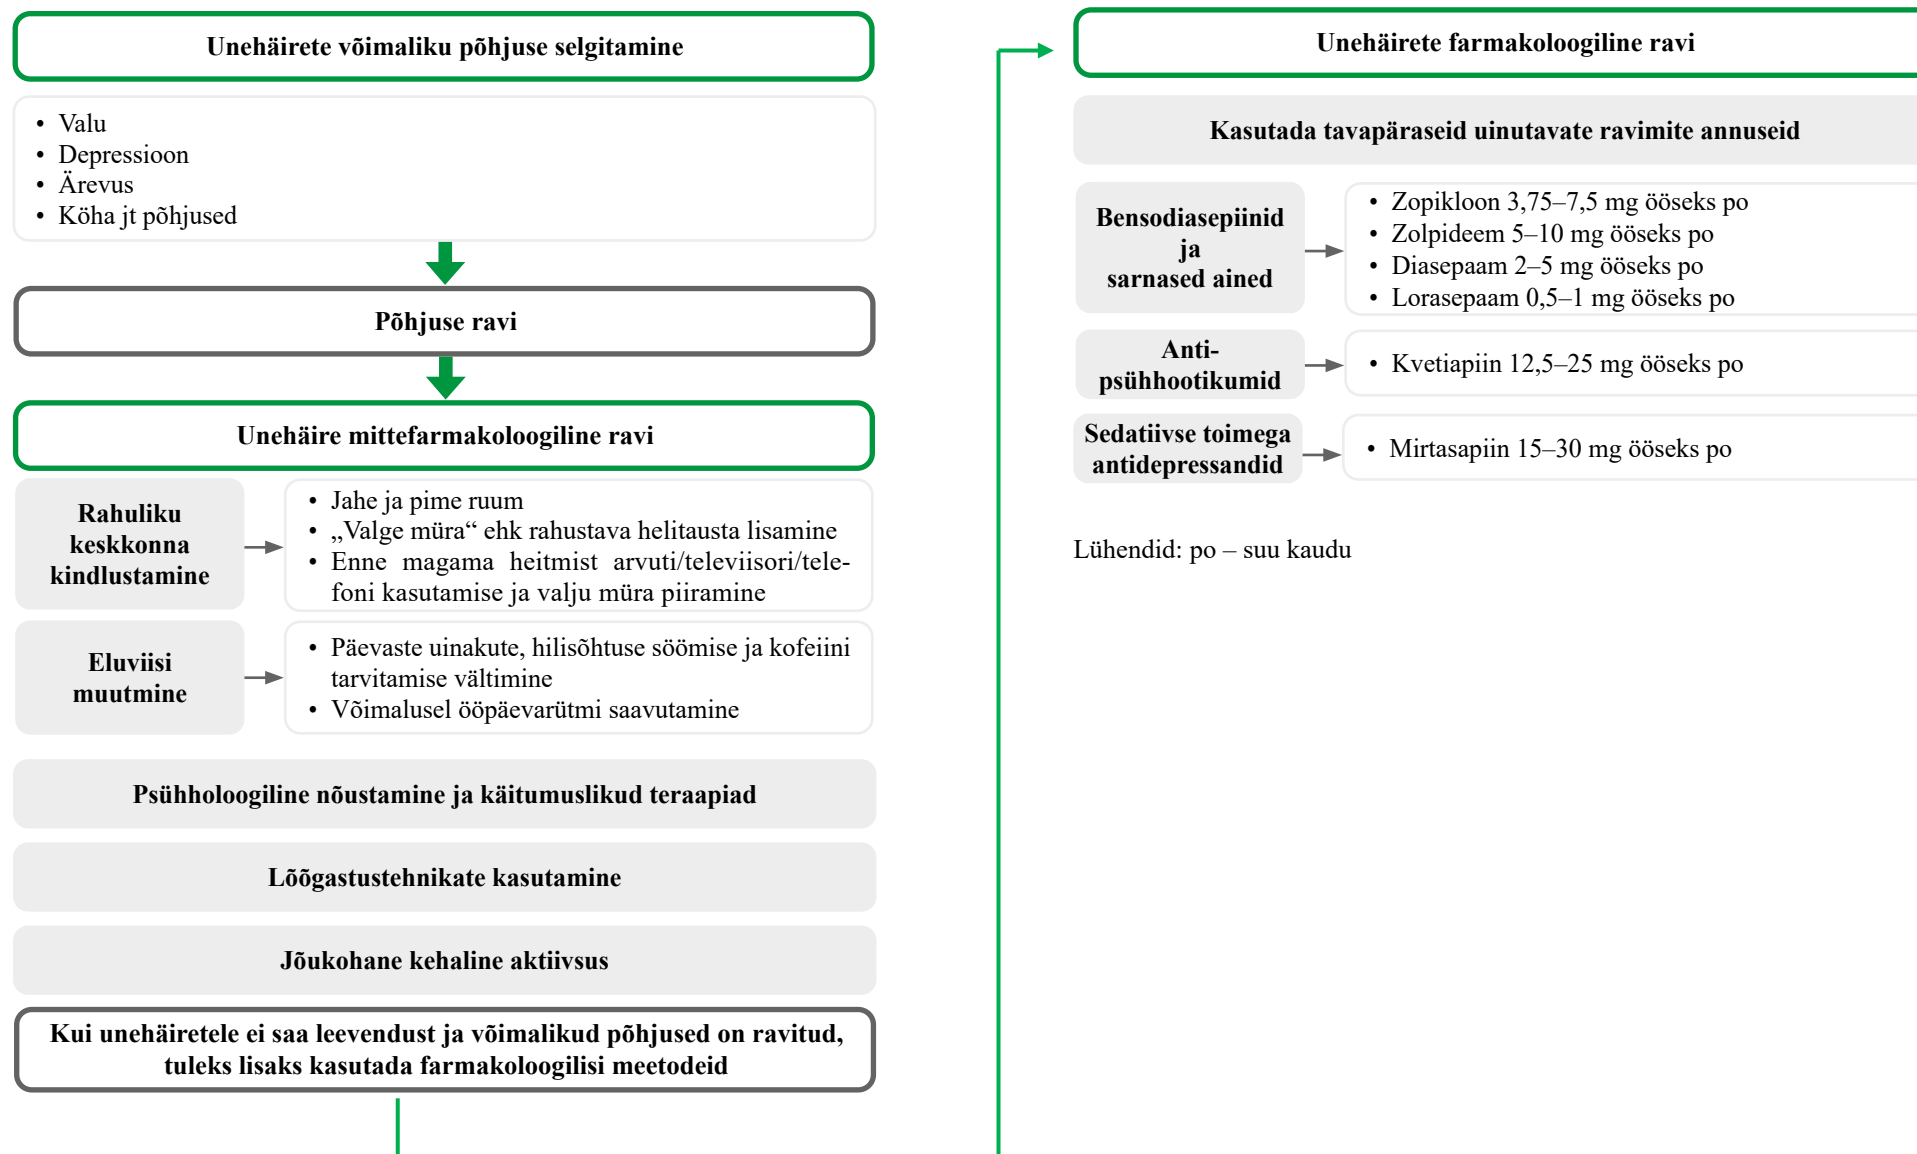 Unehäirete võimaliku põhjuse selgitamine
• Valu
• Depressioon
• Ärevus
• Köha jt põhjused
Põhjuse ravi
Unehäire mittefarmakoloogiline ravi
Rahuliku
keskkonna
kindlustamine
• Jahe ja pime ruum
• „Valge müra“ ehk rahustava helitausta lisamine
• Enne magama heitmist arvuti/televiisori/tele-
foni kasutamise ja valju müra piiramine
Eluviisi
muutmine
• Päevaste uinakute, hilisõhtuse söömise ja kofeiini
tarvitamise vältimine
• Võimalusel ööpäevarütmi saavutamine
Psühholoogiline nõustamine ja käitumuslikud teraapiad
Lõõgastustehnikate kasutamine
Jõukohane kehaline aktiivsus
Kui unehäiretele ei saa leevendust ja võimalikud põhjused on ravitud,
tuleks lisaks kasutada farmakoloogilisi meetodeid
Unehäirete farmakoloogiline ravi
Kasutada tavapäraseid uinutavate ravimite annuseid
Bensodiasepiinid
ja
sarnased ained
• Zopikloon 3,75–7,5 mg ööseks po
• Zolpideem 5–10 mg ööseks po
• Diasepaam 2–5 mg ööseks po
• Lorasepaam 0,5–1 mg ööseks po
Anti-
psühhootikumid
• Kvetiapiin 12,5–25 mg ööseks po
Sedatiivse toimega
antidepressandid
• Mirtasapiin 15–30 mg ööseks po
Lühendid: po – suu kaudu